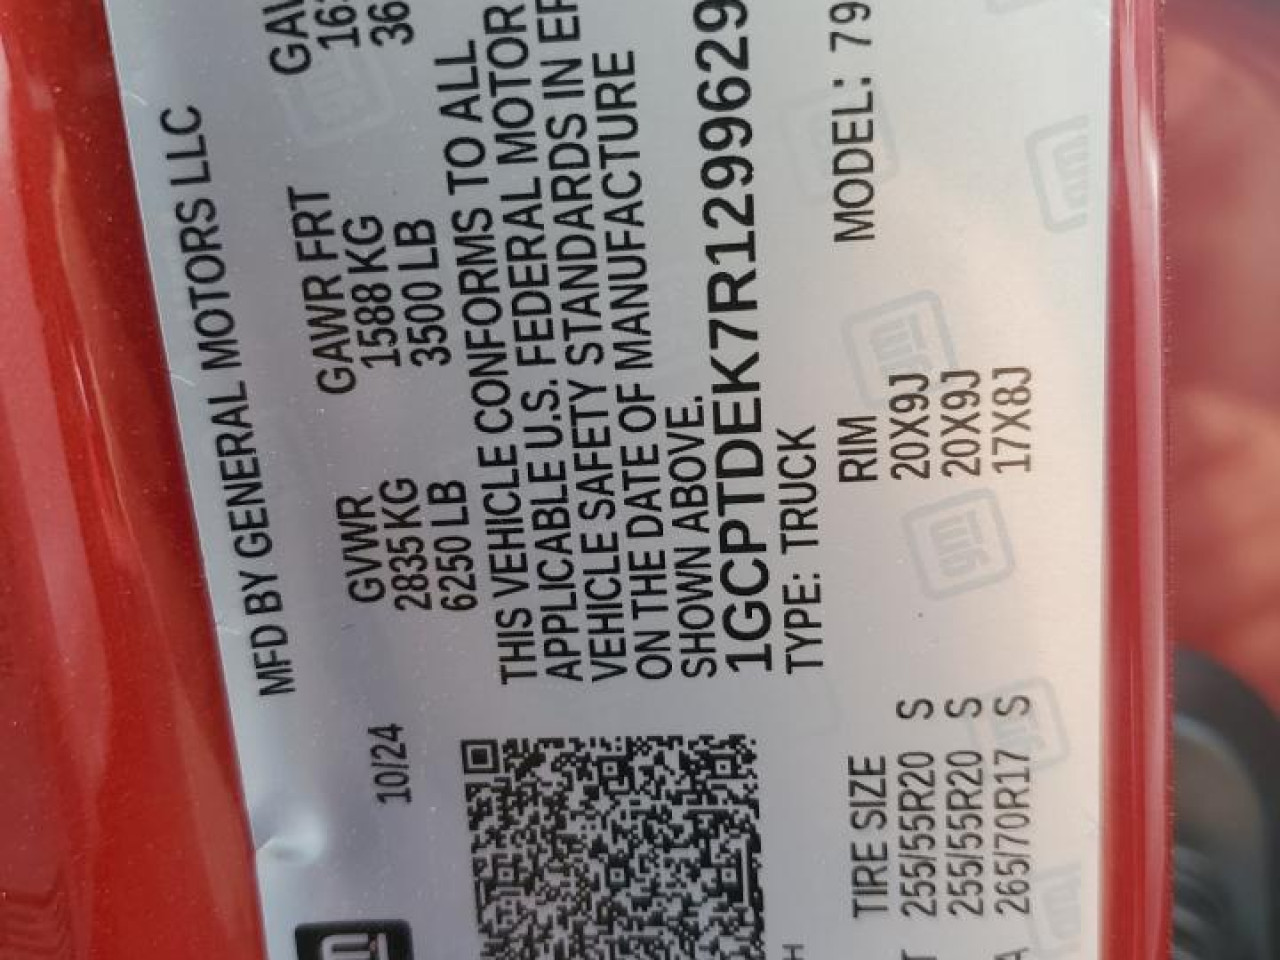 MFD BY GENERAL MOTORS LLC
10/24
GVWR GAWR FRT
2835 KG 1588 KG
6250 LB 3500 LB
THIS VEHICLE CONFORMS TO ALL
APPLICABLE U.S. FEDERAL MOTOR
VEHICLE SAFETY STANDARDS IN
ON THE DATE OF MANUFACTURE
SHOWN ABOVE.
1GCPTDEK7R1299629
TYPE: TRUCK MODEL: 79
TIRE SIZE RIM
255/55R20 S 20X9J
255/55R20 S 20X9J
265/70R17 S 17X8J